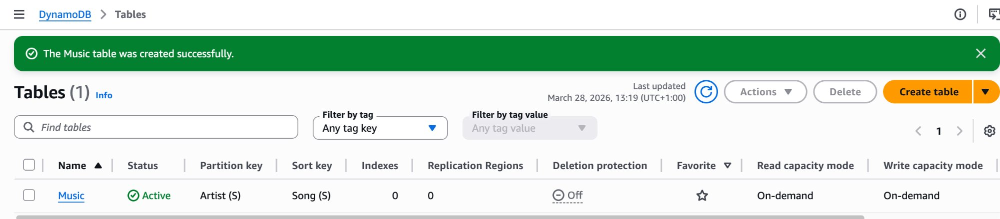 DynamoDB > Tables
The Music table was created successfully.
Tables (1) Info
Last updated
March 28, 2026, 13:19 (UTC+1:00)
Actions
Delete
Create table
Find tables
Filter by tag
Any tag key
Filter by tag value
Any tag value
1
Name Status Partition key Sort key Indexes Replication Regions Deletion protection Favorite Read capacity mode Write capacity mode
Music Active Artist (S) Song (S) 0 0 Off On-demand On-demand